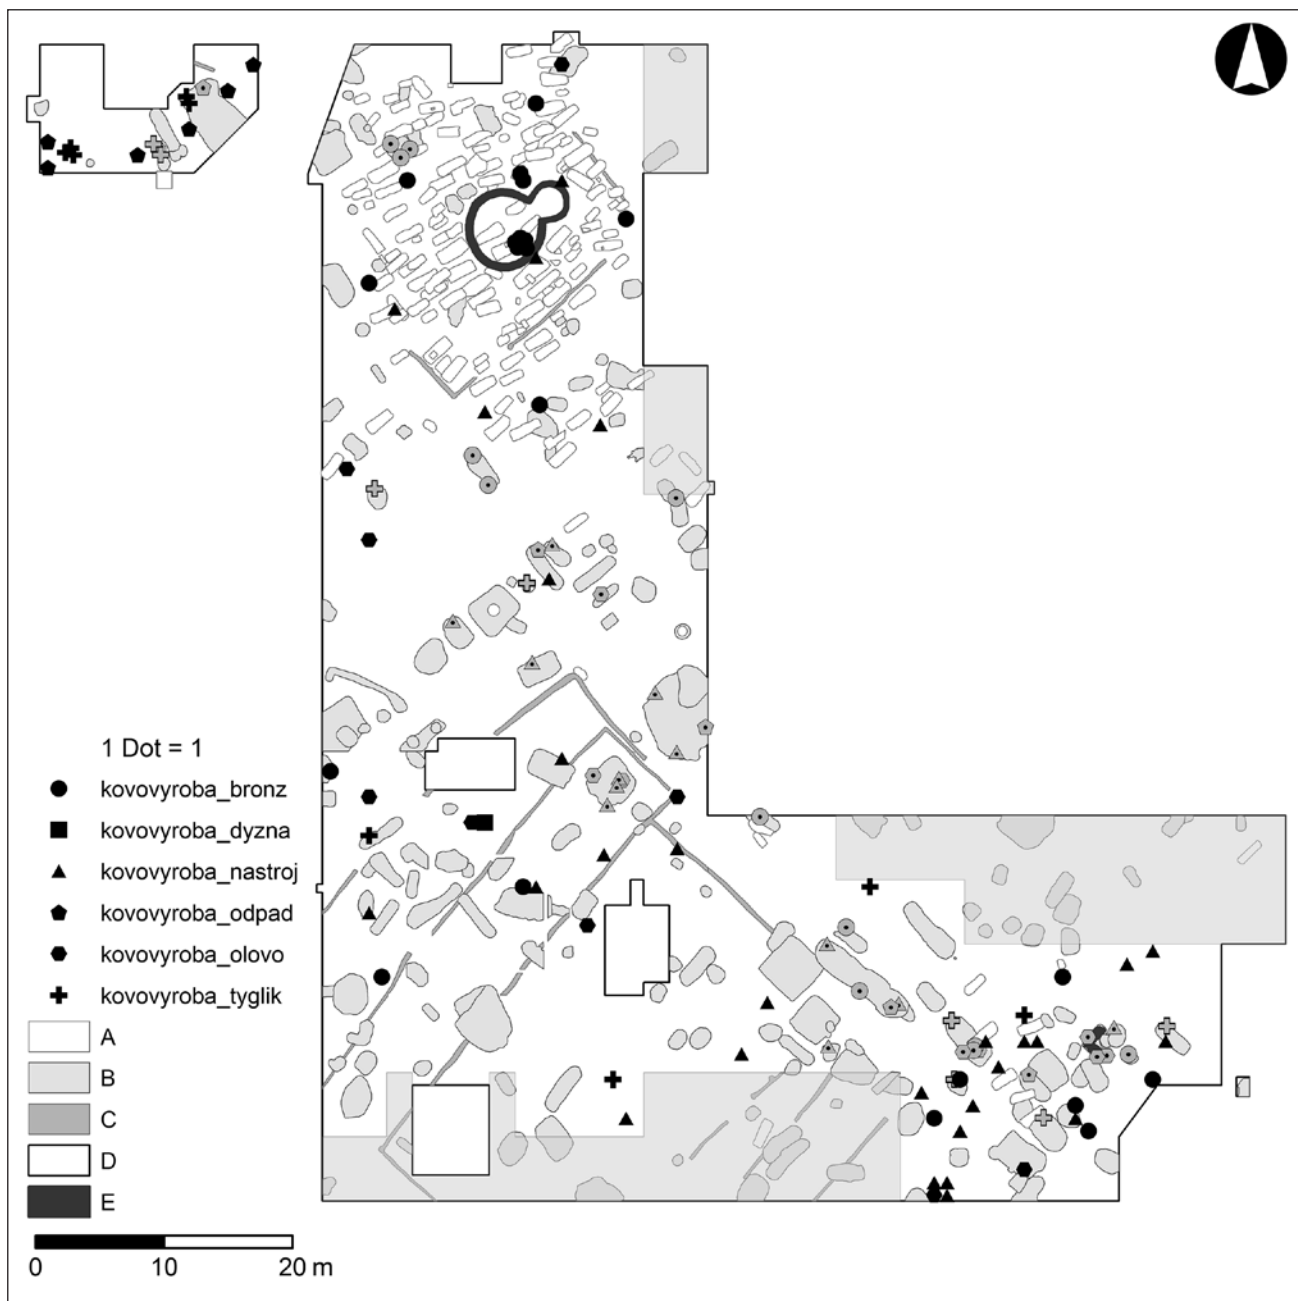 1 Dot = 1
kovovyroba_bronz
kovovyroba_dyzna
kovovyroba_nastroj
kovovyroba_odpad
kovovyroba_olovo
kovovyroba_tyglik
A
B
C
D
E
0 10 20 m